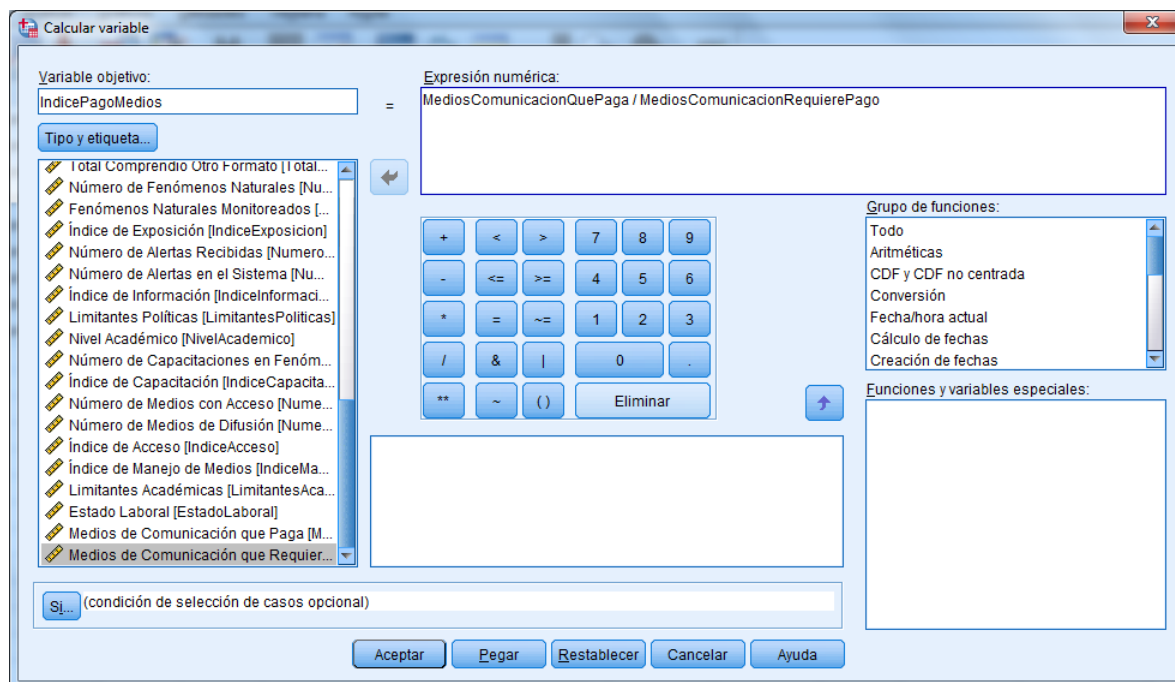 Calcular variable
Variable objetivo:
IndicePagoMedios
=
Expresión numérica:
MediosComunicacionQuePaga / MediosComunicacionRequierePago
Tipo y etiqueta...
Total Comprendio Otro Formato [Total...
Número de Fenómenos Naturales [Nu...
Fenómenos Naturales Monitoreados [...
Índice de Exposición [IndiceExposicion]
Número de Alertas Recibidas [Numero...
Número de Alertas en el Sistema [Nu...
Índice de Información [IndiceInformaci...
Limitantes Políticas [LimitantesPoliticas]
Nivel Académico [NivelAcademico]
Número de Capacitaciones en Fenóm...
Índice de Capacitación [IndiceCapacita...
Número de Medios con Acceso [Nume...
Número de Medios de Difusión [Nume...
Índice de Acceso [IndiceAcceso]
Índice de Manejo de Medios [IndiceMa...
Limitantes Académicas [LimitantesAca...
Estado Laboral [EstadoLaboral]
Medios de Comunicación que Paga [M...
Medios de Comunicación que Requier...
+ < > 7 8 9
- <= >= 4 5 6
* = ~= 1 2 3
/ & | 0 .
** ~ ( ) Eliminar
Grupo de funciones:
Todo
Aritméticas
CDF y CDF no centrada
Conversión
Fecha/hora actual
Cálculo de fechas
Creación de fechas
Funciones y variables especiales:
Si... (condición de selección de casos opcional)
Aceptar Pegar Restablecer Cancelar Ayuda